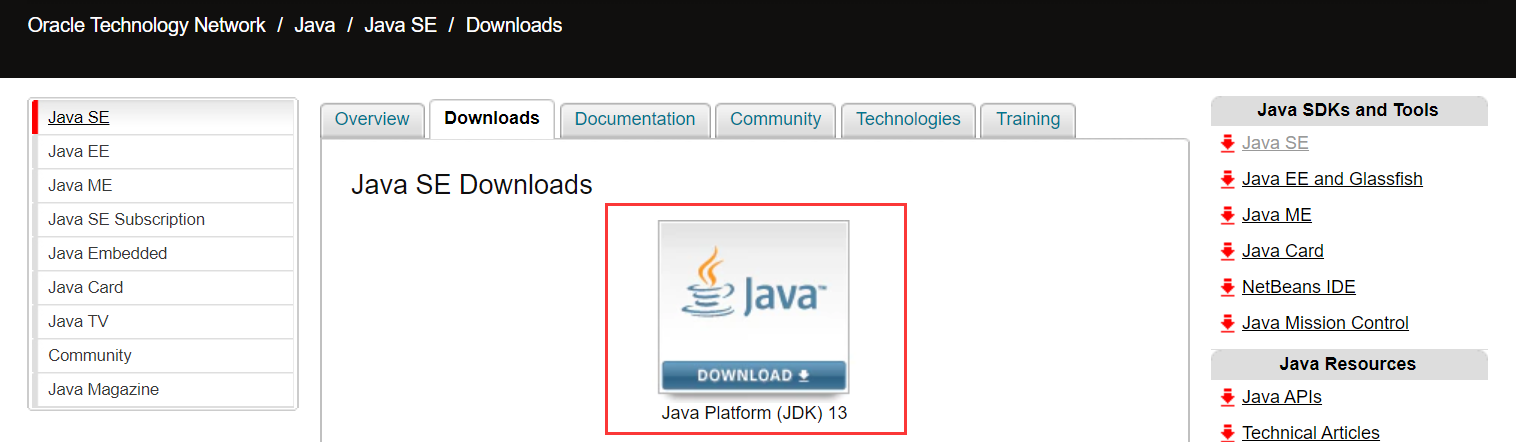 Oracle Technology Network / Java / Java SE / Downloads
Java SE
Java EE
Java ME
Java SE Subscription
Java Embedded
Java Card
Java TV
Community
Java Magazine
Overview
Downloads
Documentation
Community
Technologies
Training
Java SE Downloads
Java™
DOWNLOAD
Java Platform (JDK) 13
Java SDKs and Tools
Java SE
Java EE and Glassfish
Java ME
Java Card
NetBeans IDE
Java Mission Control
Java Resources
Java APIs
Technical Articles